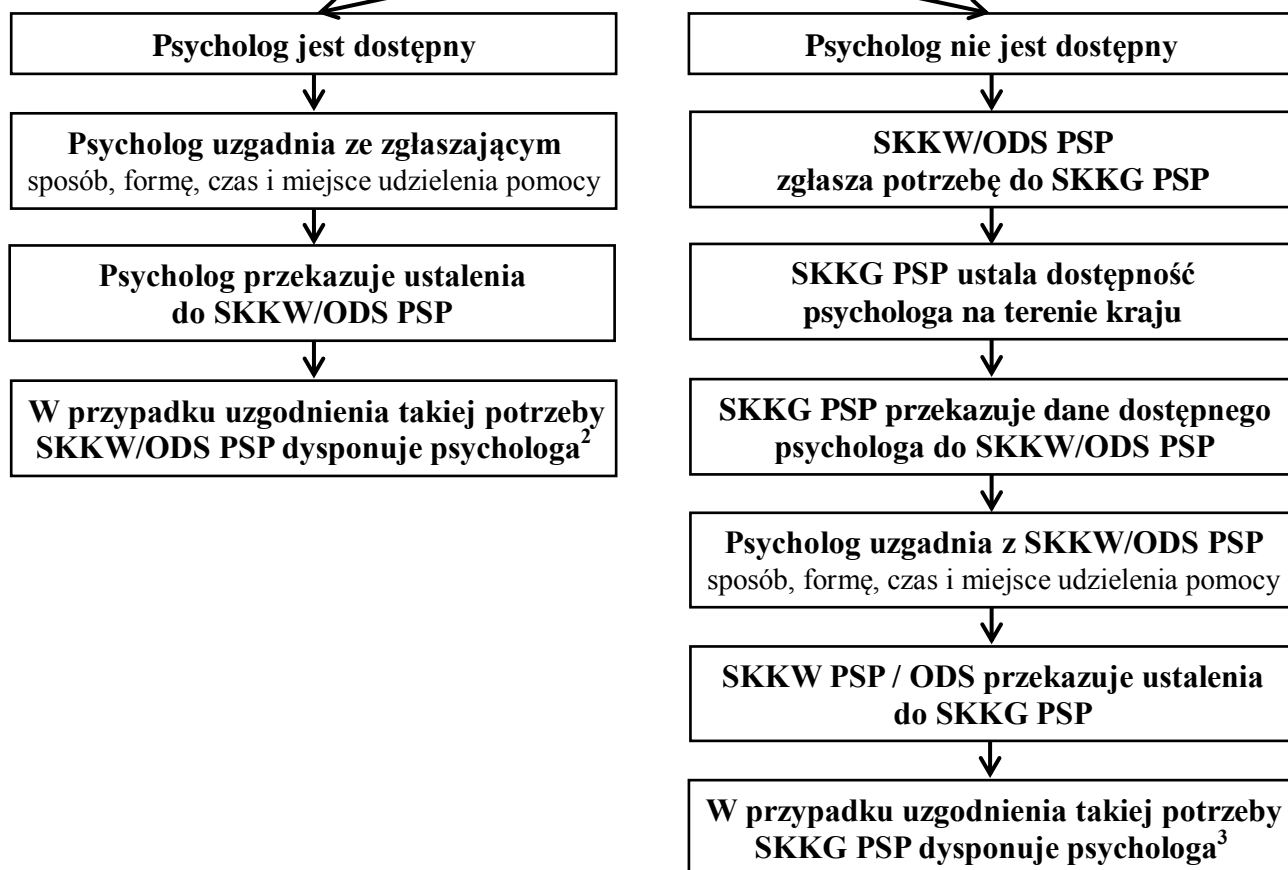 Psycholog jest dostępny
Psycholog uzgadnia ze zgłaszającym
sposób, formę, czas i miejsce udzielenia pomocy
Psycholog przekazuje ustalenia
do SKKW/ODS PSP
W przypadku uzgodnienia takiej potrzeby
SKKW/ODS PSP dysponuje psychologa²
Psycholog nie jest dostępny
SKKW/ODS PSP
zgłasza potrzebę do SKKG PSP
SKKG PSP ustala dostępność
psychologa na terenie kraju
SKKG PSP przekazuje dane dostępnego
psychologa do SKKW/ODS PSP
Psycholog uzgadnia z SKKW/ODS PSP
sposób, formę, czas i miejsce udzielenia pomocy
SKKW PSP / ODS przekazuje ustalenia
do SKKG PSP
W przypadku uzgodnienia takiej potrzeby
SKKG PSP dysponuje psychologa³